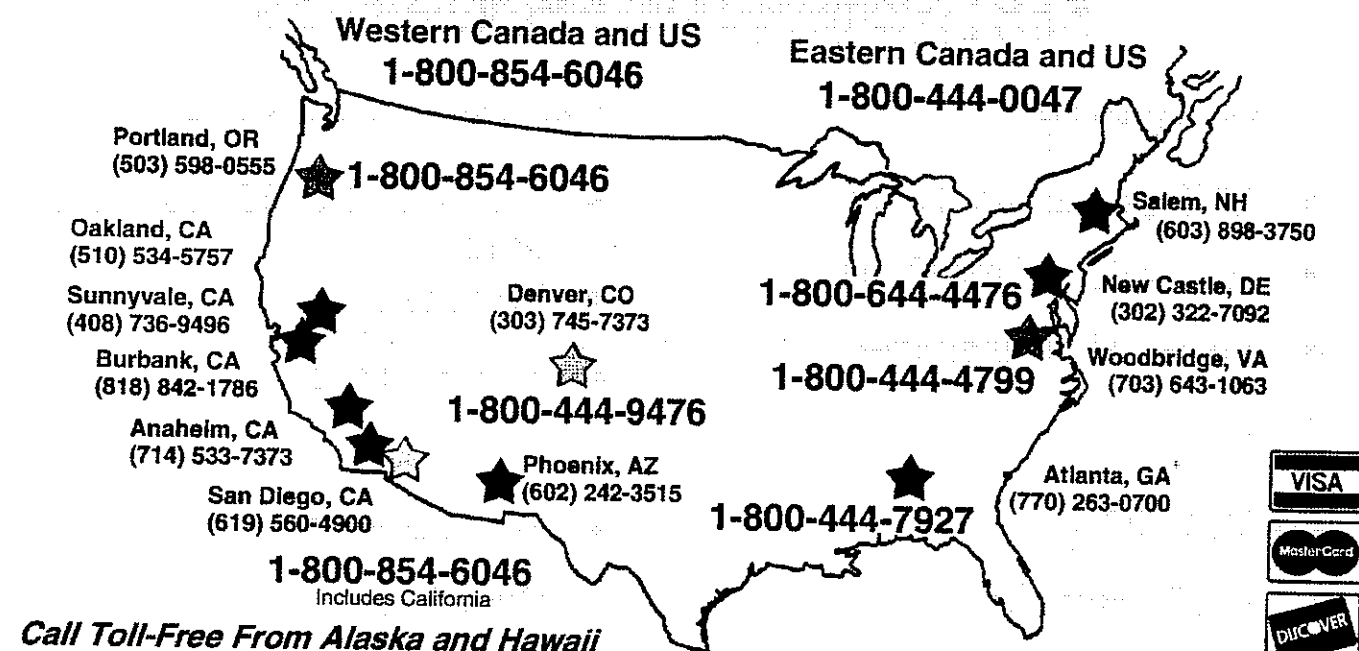 Western Canada and US
1-800-854-6046
Eastern Canada and US
1-800-444-0047
Portland, OR
(503) 598-0555
1-800-854-6046
Oakland, CA
(510) 534-5757
Sunnyvale, CA
(408) 736-9496
Burbank, CA
(818) 842-1786
Anaheim, CA
(714) 533-7373
San Diego, CA
(619) 560-4900
1-800-854-6046
Includes California
Denver, CO
(303) 745-7373
1-800-444-9476
Phoenix, AZ
(602) 242-3515
Salem, NH
(603) 898-3750
1-800-644-4476
New Castle, DE
(302) 322-7092
1-800-444-4799
Woodbridge, VA
(703) 643-1063
Atlanta, GA
(770) 263-0700
1-800-444-7927
VISA
MasterCard
DISCOVER
Call Toll-Free From Alaska and Hawaii